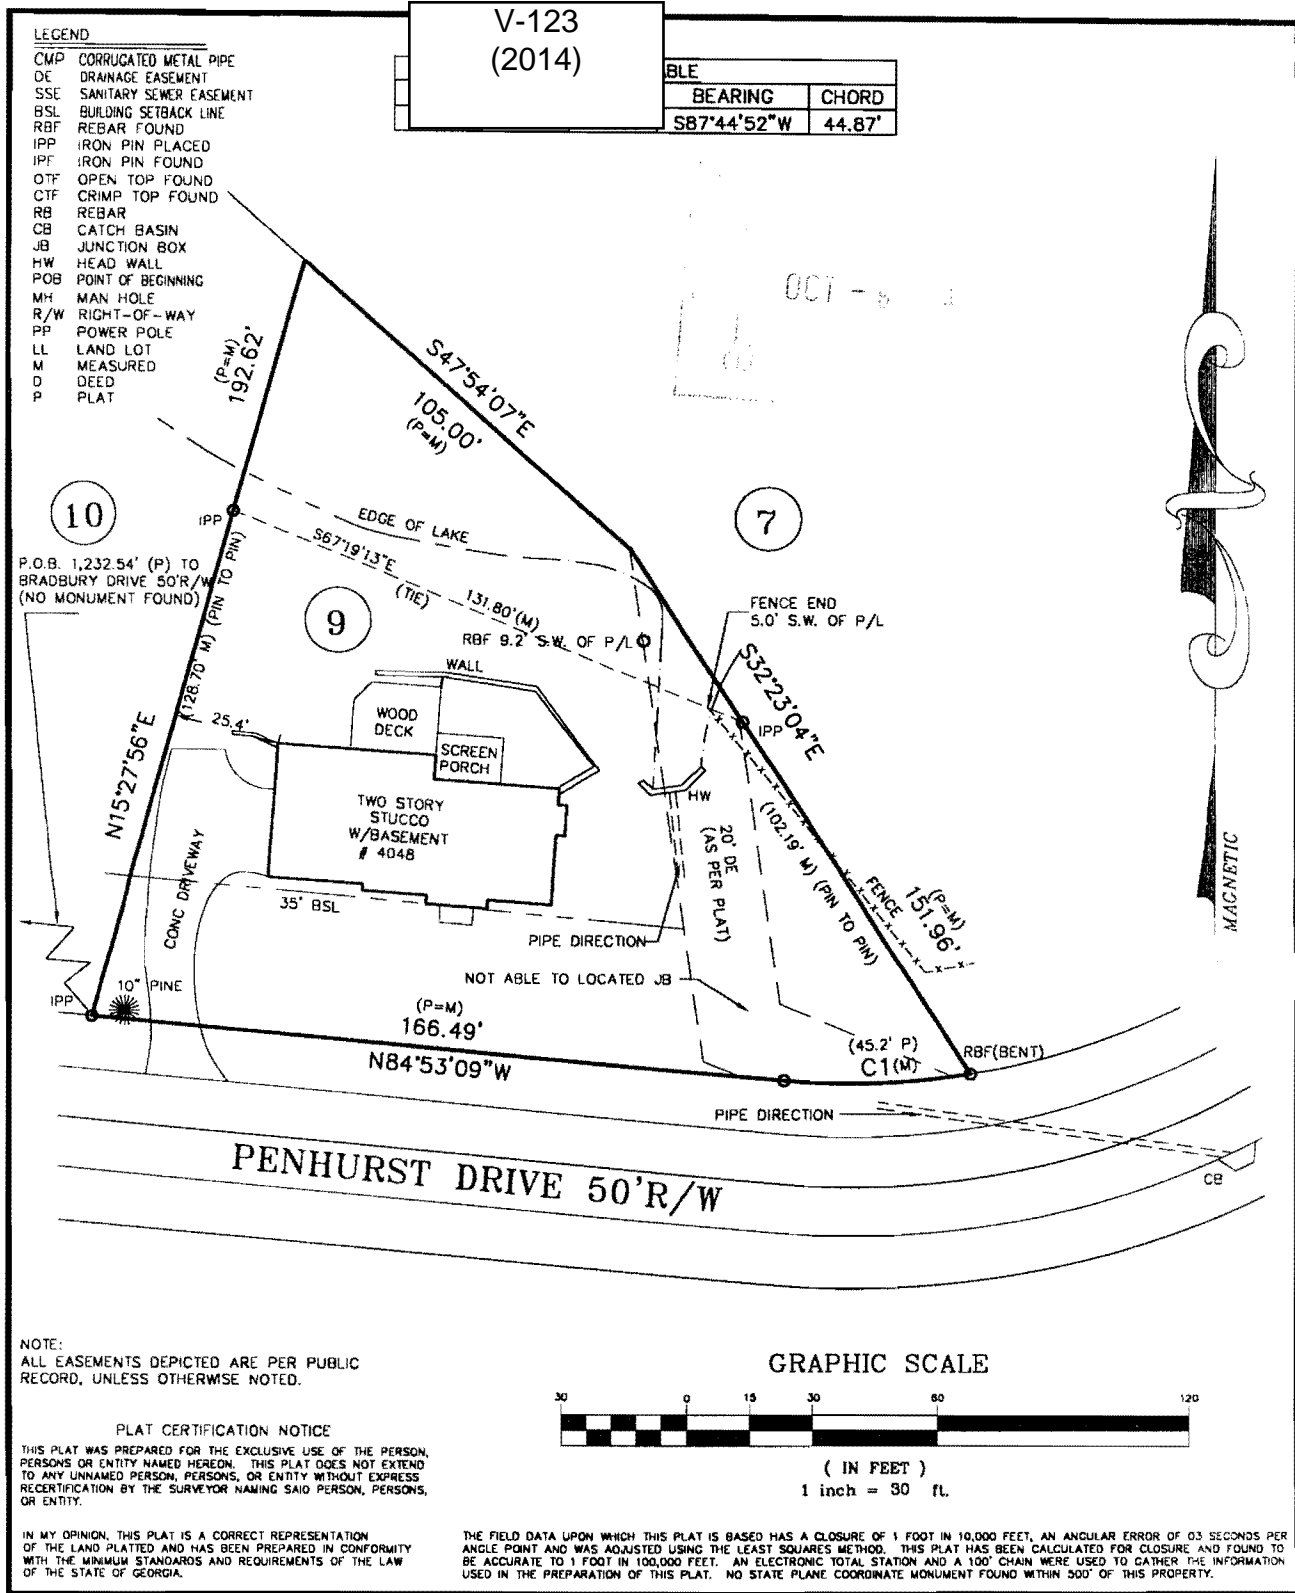 V-123
(2014)
LEGEND
CMP CORRUGATED METAL PIPE
DE DRAINAGE EASEMENT
SSE SANITARY SEWER EASEMENT
BSL BUILDING SETBACK LINE
RBF REBAR FOUND
IPP IRON PIN PLACED
IPF IRON PIN FOUND
OTF OPEN TOP FOUND
CTF CRIMP TOP FOUND
RB REBAR
CB CATCH BASIN
JB JUNCTION BOX
HW HEAD WALL
POB POINT OF BEGINNING
MH MAN HOLE
R/W RIGHT-OF-WAY
PP POWER POLE
LL LAND LOT
M MEASURED
D DEED
P PLAT
BLE
BEARING CHORD
S87°44'52"W 44.87'
OCT -
(P=M)
192.62'
S47°54'07"E
105.00'
(P=M)
10
IPP
7
EDGE OF LAKE
S67°19'13"E
(TIE)
131.80'(M)
P.O.B. 1,232.54' (P) TO
BRADBURY DRIVE 50'R/W
(NO MONUMENT FOUND)
9
(128.70' M) (PIN TO PIN)
N15°27'56"E
RBF 9.2' S.W. OF P/L
FENCE END
5.0' S.W. OF P/L
S32°23'04"E
IPP
WALL
25.4'
WOOD
DECK
SCREEN
PORCH
TWO STORY
STUCCO
W/BASEMENT
# 4048
HW
20' DE
(AS PER PLAT)
(102.19' M) (PIN TO PIN)
FENCE
(P=M)
151.96'
MAGNETIC
CONC DRIVEWAY
35' BSL
PIPE DIRECTION
NOT ABLE TO LOCATED JB
IPP
10" PINE
(P=M)
166.49'
N84°53'09"W
(45.2' P)
C1(M)
RBF(BENT)
PIPE DIRECTION
CB
PENHURST DRIVE 50'R/W
NOTE:
ALL EASEMENTS DEPICTED ARE PER PUBLIC
RECORD, UNLESS OTHERWISE NOTED.
GRAPHIC SCALE
30 0 15 30 60 120
( IN FEET )
1 inch = 30 ft.
PLAT CERTIFICATION NOTICE
THIS PLAT WAS PREPARED FOR THE EXCLUSIVE USE OF THE PERSON,
PERSONS OR ENTITY NAMED HEREON. THIS PLAT DOES NOT EXTEND
TO ANY UNNAMED PERSON, PERSONS, OR ENTITY WITHOUT EXPRESS
RECERTIFICATION BY THE SURVEYOR NAMING SAID PERSON, PERSONS,
OR ENTITY.
IN MY OPINION, THIS PLAT IS A CORRECT REPRESENTATION
OF THE LAND PLATTED AND HAS BEEN PREPARED IN CONFORMITY
WITH THE MINIMUM STANDARDS AND REQUIREMENTS OF THE LAW
OF THE STATE OF GEORGIA.
THE FIELD DATA UPON WHICH THIS PLAT IS BASED HAS A CLOSURE OF 1 FOOT IN 10,000 FEET, AN ANGULAR ERROR OF 03 SECONDS PER
ANGLE POINT AND WAS ADJUSTED USING THE LEAST SQUARES METHOD. THIS PLAT HAS BEEN CALCULATED FOR CLOSURE AND FOUND TO
BE ACCURATE TO 1 FOOT IN 100,000 FEET. AN ELECTRONIC TOTAL STATION AND A 100' CHAIN WERE USED TO GATHER THE INFORMATION
USED IN THE PREPARATION OF THIS PLAT. NO STATE PLANE COORDINATE MONUMENT FOUND WITHIN 500' OF THIS PROPERTY.